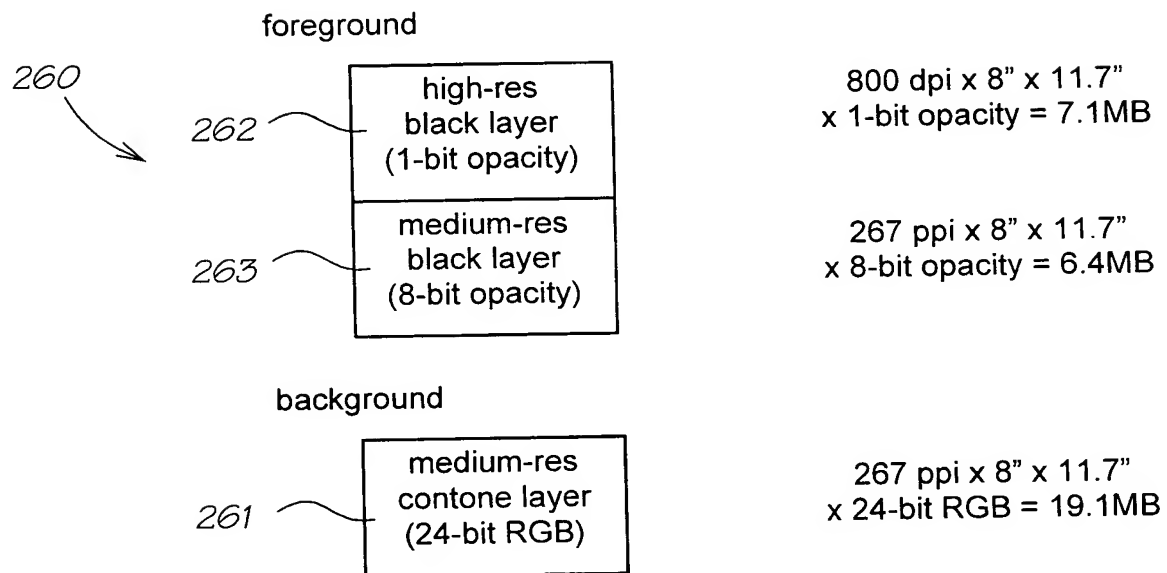 foreground
260
262
high-res
black layer
(1-bit opacity)
800 dpi x 8” x 11.7”
x 1-bit opacity = 7.1MB
263
medium-res
black layer
(8-bit opacity)
267 ppi x 8” x 11.7”
x 8-bit opacity = 6.4MB
background
261
medium-res
contone layer
(24-bit RGB)
267 ppi x 8” x 11.7”
x 24-bit RGB = 19.1MB